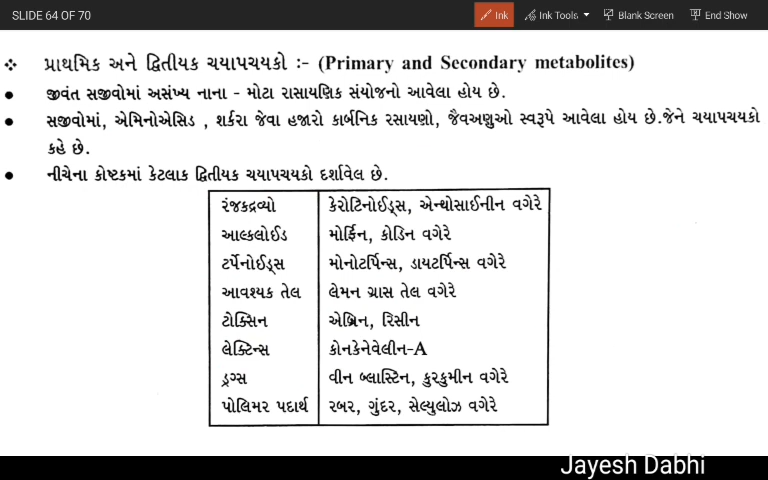 SLIDE 64 OF 70
Ink
Ink Tools
Blank Screen
End Show
❖ પ્રાથમિક અને દ્વિતીયક ચયાપચયકો :- (Primary and Secondary metabolites)
● જીવંત સજીવોમાં અસંખ્ય નાના - મોટા રાસાયણિક સંયોજનો આવેલા હોય છે.
● સજીવોમાં, એમિનોએસિડ , શર્કરા જેવા હજારો કાર્બનિક રસાયણો, જૈવઅણુઓ સ્વરૂપે આવેલા હોય છે.જેને ચયાપચયકો
કહે છે.
● નીચેના કોષ્ટકમાં કેટલાક દ્વિતીયક ચયાપચયકો દર્શાવેલ છે.
રંજકદ્રવ્યો કેરોટિનોઈડ્સ, એન્થોસાઈનીન વગેરે
આલ્કલોઈડ મોર્ફિન, કોડિન વગેરે
ટર્પેનોઈડ્સ મોનોટર્પિન્સ, ડાયટર્પિન્સ વગેરે
આવશ્યક તેલ લેમન ગ્રાસ તેલ વગેરે
ટોક્સિન એબ્રિન, રિસીન
લેક્ટિન્સ કોનકેનેવેલીન-A
ડ્રગ્સ વીન બ્લાસ્ટિન, કુરકુમીન વગેરે
પોલિમર પદાર્થ રબર, ગુંદર, સેલ્યુલોઝ વગેરે
Jayesh Dabhi